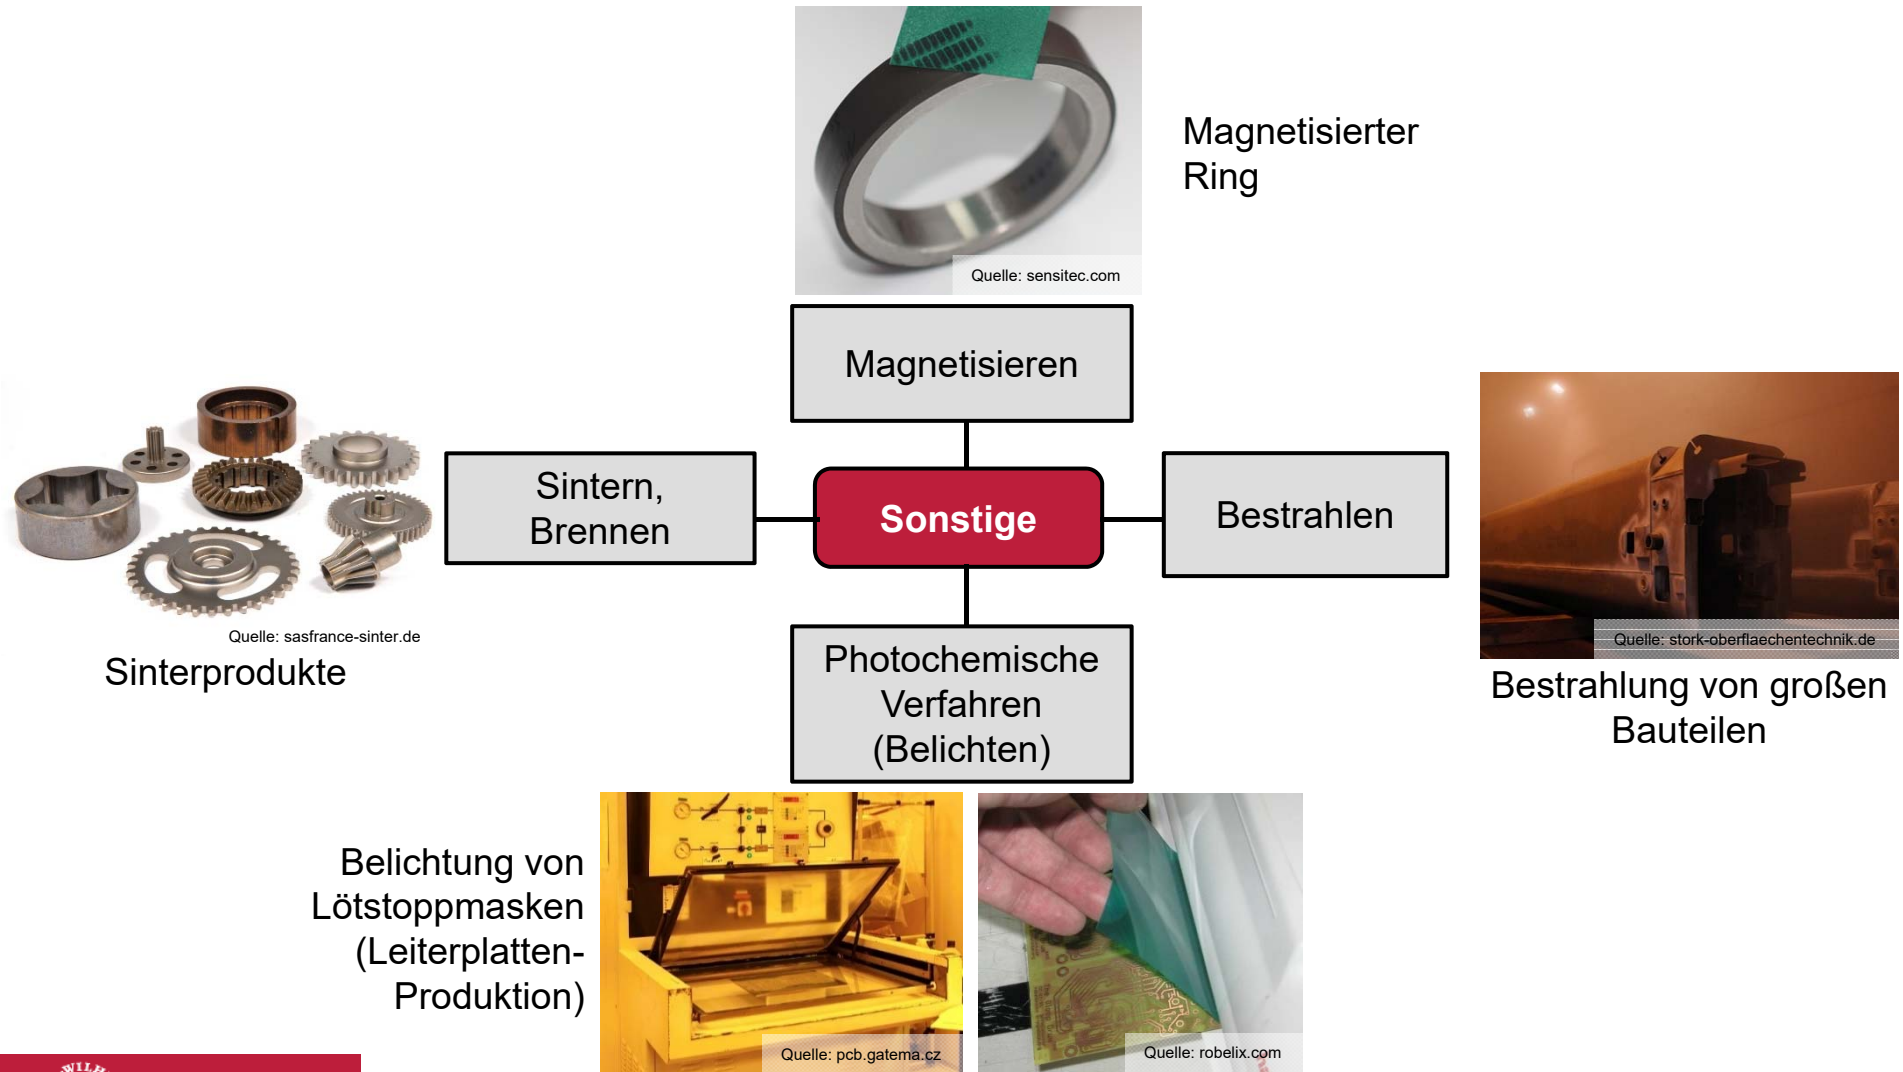 Quelle: sensitec.com
Magnetisierter
Ring
Magnetisieren
Sintern,
Brennen
Sonstige
Bestrahlen
Quelle: sasfrance-sinter.de
Sinterprodukte
Quelle: stork-oberflaechentechnik.de
Bestrahlung von großen
Bauteilen
Photochemische
Verfahren
(Belichten)
Belichtung von
Lötstoppmasken
(Leiterplatten-
Produktion)
Quelle: pcb.gatema.cz
Quelle: robelix.com